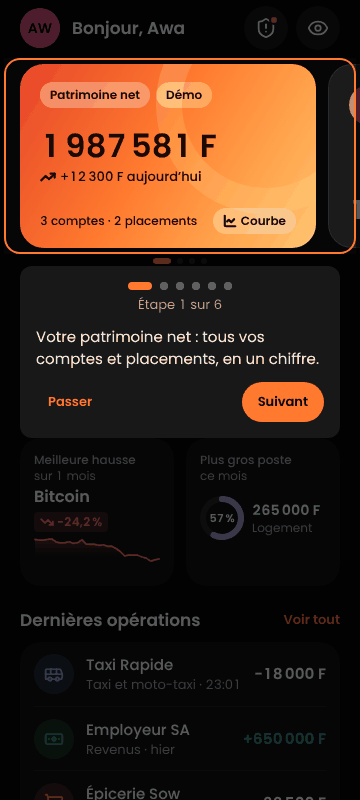 AW
Bonjour, Awa
Patrimoine net
Démo
1 987 581 F
+12 300 F aujourd’hui
3 comptes · 2 placements
Courbe
Étape 1 sur 6
Votre patrimoine net : tous vos
comptes et placements, en un chiffre.
Passer
Suivant
Meilleure hausse
sur 1 mois
Bitcoin
-24,2 %
Plus gros poste
ce mois
57 %
265 000 F
Logement
Dernières opérations
Voir tout
Taxi Rapide
Taxi et moto-taxi · 23:01
-18 000 F
Employeur SA
Revenus · hier
+650 000 F
Épicerie Sow